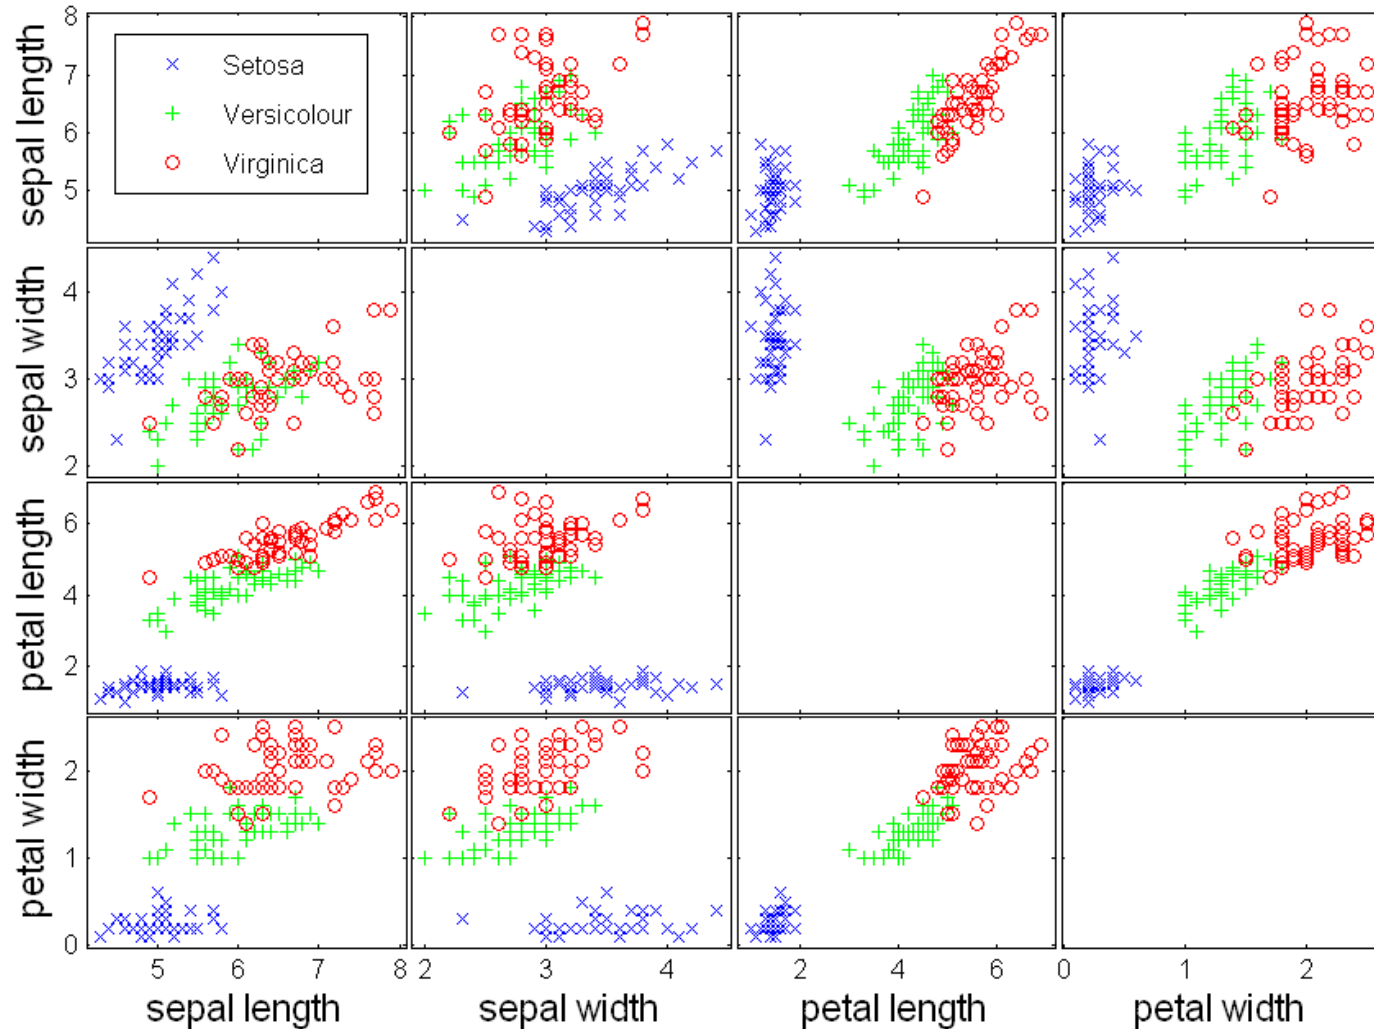 sepal length
8
7
6
5
Setosa
Versicolour
Virginica
sepal width
4
3
2
petal length
6
4
2
petal width
2
1
0
5 6 7 8 2 3 4 2 4 6 0 1 2
sepal length sepal width petal length petal width